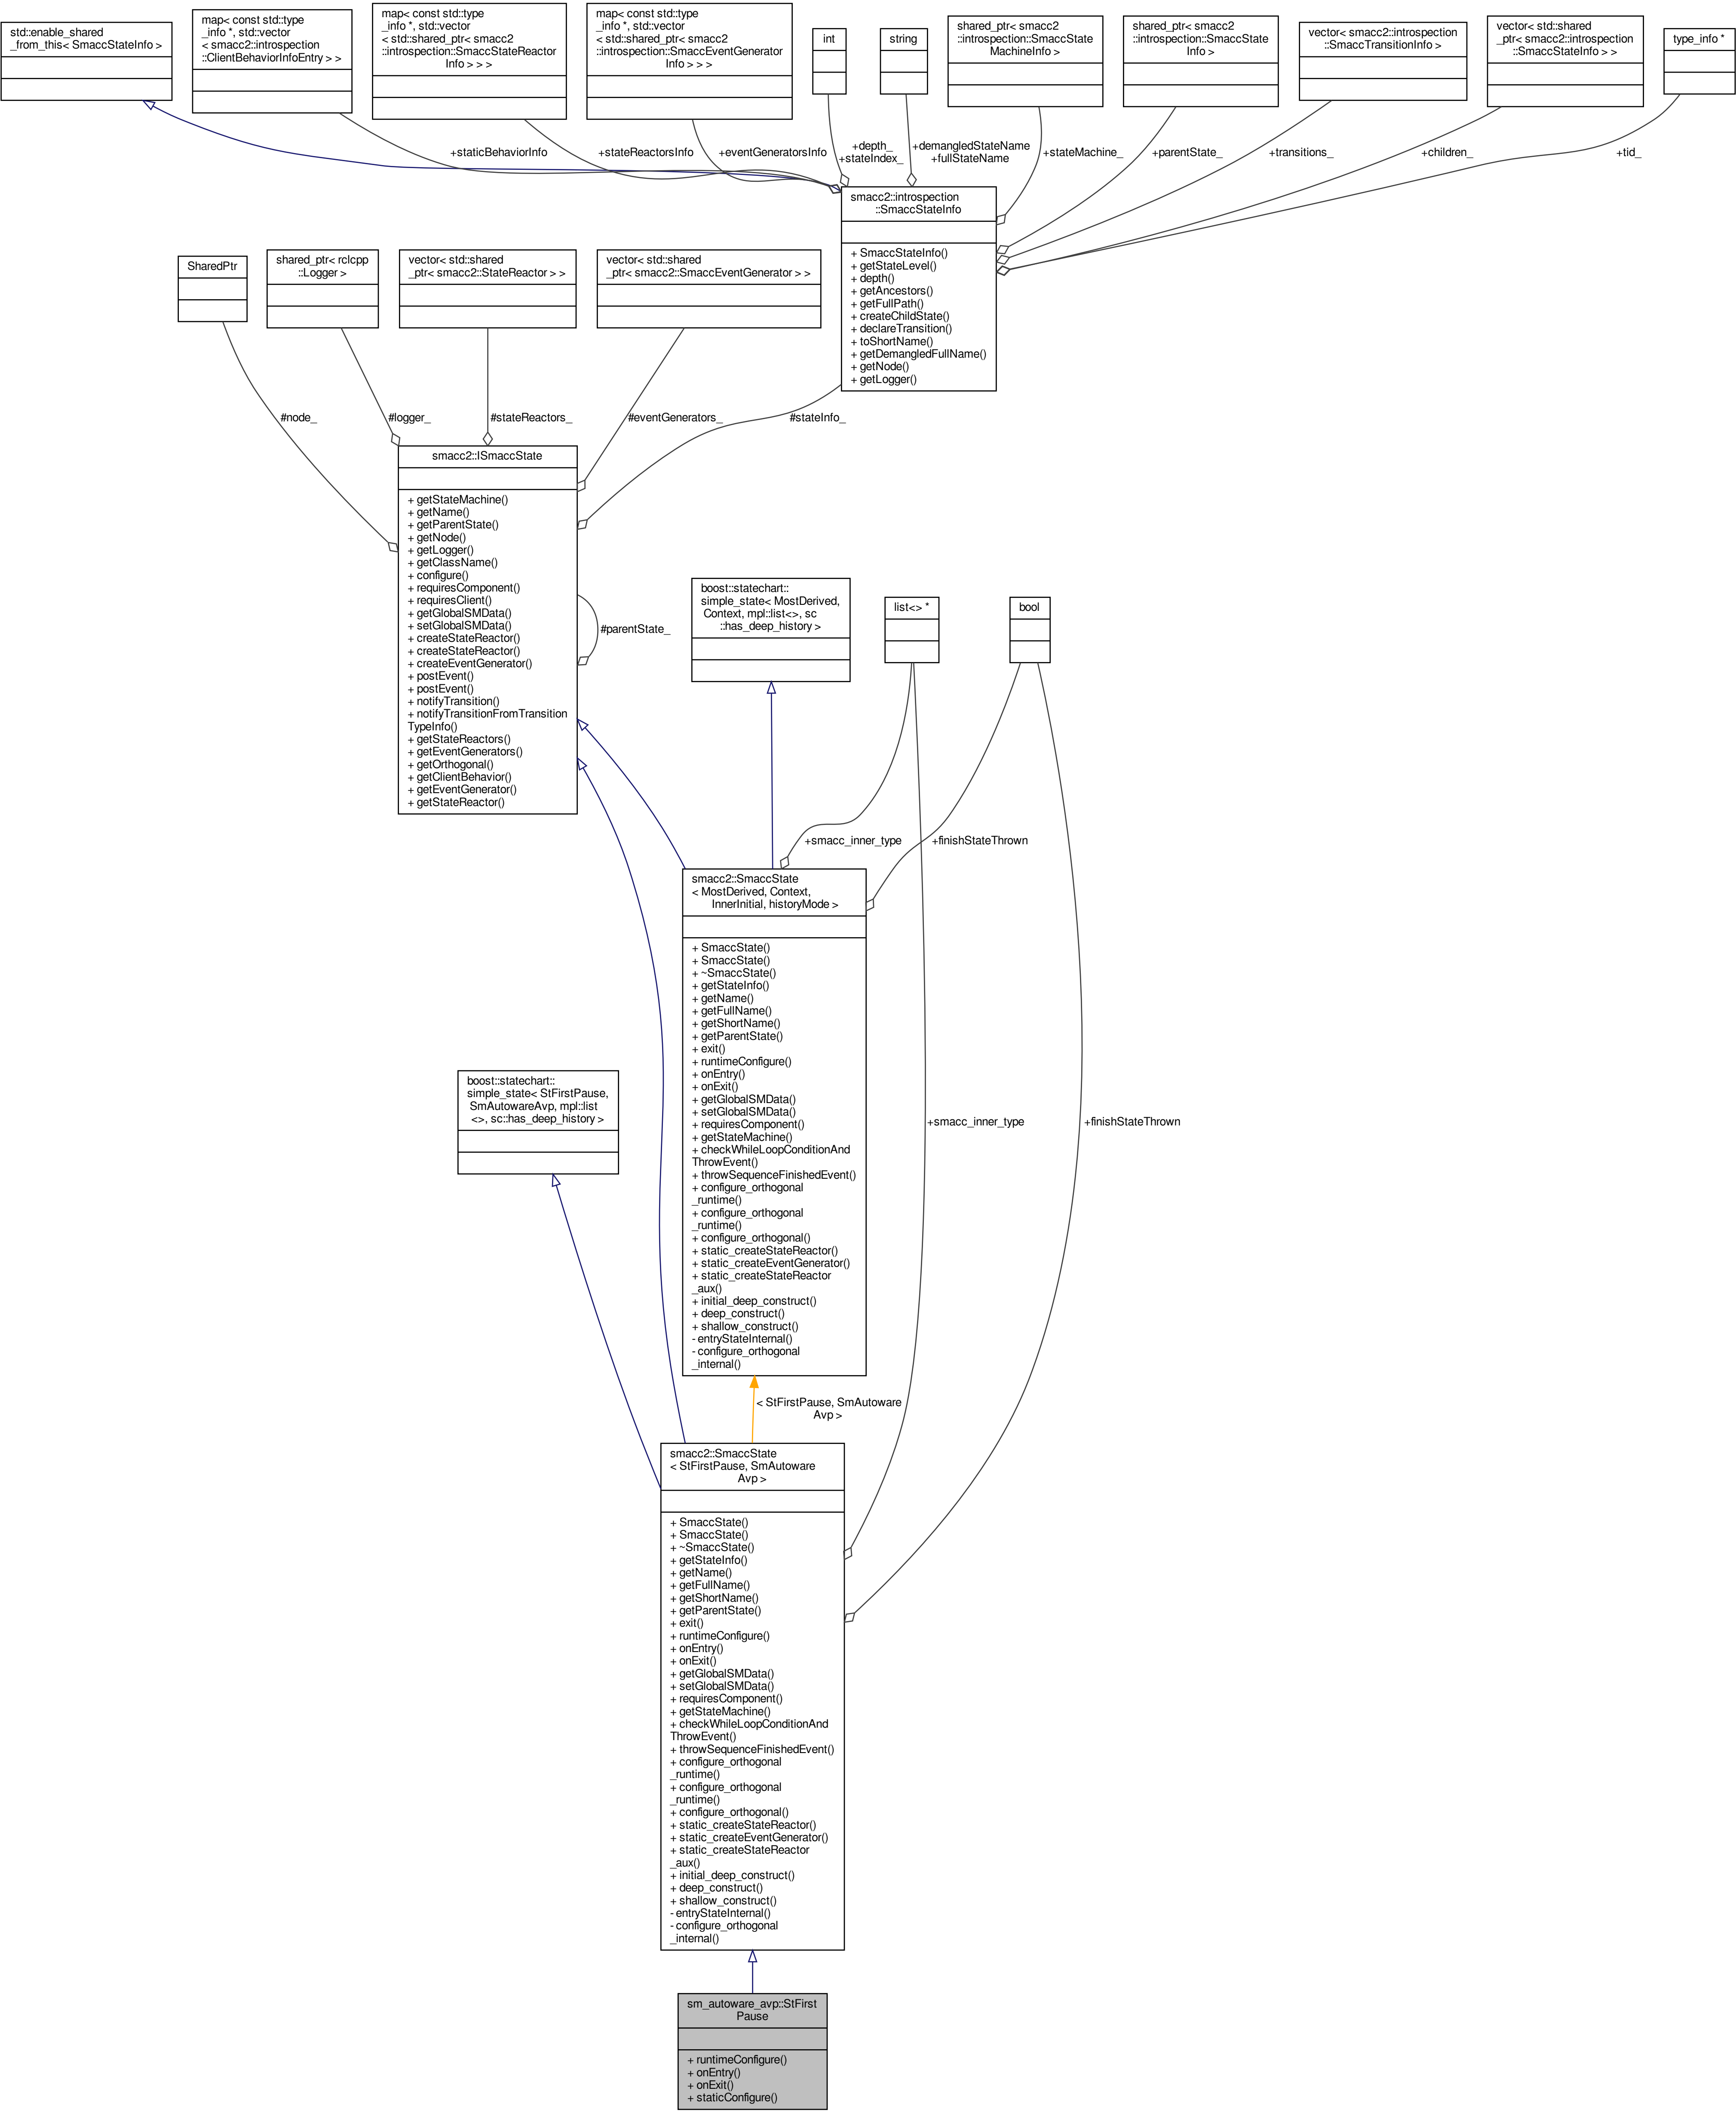 std::enable_shared
_from_this< SmaccStateInfo >
map< const std::type
_info *, std::vector
< smacc2::introspection
::ClientBehaviorInfoEntry > >
map< const std::type
_info *, std::vector
< std::shared_ptr< smacc2
::introspection::SmaccStateReactor
Info > > >
map< const std::type
_info *, std::vector
< std::shared_ptr< smacc2
::introspection::SmaccEventGenerator
Info > > >
int
string
shared_ptr< smacc2
::introspection::SmaccState
MachineInfo >
shared_ptr< smacc2
::introspection::SmaccState
Info >
vector< smacc2::introspection
::SmaccTransitionInfo >
vector< std::shared
_ptr< smacc2::introspection
::SmaccStateInfo > >
type_info *
+staticBehaviorInfo
+stateReactorsInfo
+eventGeneratorsInfo
+depth_
+stateIndex_
+demangledStateName
+fullStateName
+stateMachine_
+parentState_
+transitions_
+children_
+tid_
smacc2::introspection
::SmaccStateInfo
+ SmaccStateInfo()
+ getStateLevel()
+ depth()
+ getAncestors()
+ getFullPath()
+ createChildState()
+ declareTransition()
+ toShortName()
+ getDemangledFullName()
+ getNode()
+ getLogger()
SharedPtr
shared_ptr< rclcpp
::Logger >
vector< std::shared
_ptr< smacc2::StateReactor > >
vector< std::shared
_ptr< smacc2::SmaccEventGenerator > >
#node_
#logger_
#stateReactors_
#eventGenerators_
#stateInfo_
smacc2::ISmaccState
+ getStateMachine()
+ getName()
+ getParentState()
+ getNode()
+ getLogger()
+ getClassName()
+ configure()
+ requiresComponent()
+ requiresClient()
+ getGlobalSMData()
+ setGlobalSMData()
+ createStateReactor()
+ createStateReactor()
+ createEventGenerator()
+ postEvent()
+ postEvent()
+ notifyTransition()
+ notifyTransitionFromTransition
TypeInfo()
+ getStateReactors()
+ getEventGenerators()
+ getOrthogonal()
+ getClientBehavior()
+ getEventGenerator()
+ getStateReactor()
#parentState_
boost::statechart::
simple_state< MostDerived,
Context, mpl::list<>, sc
::has_deep_history >
list<> *
bool
+smacc_inner_type
+finishStateThrown
smacc2::SmaccState
< MostDerived, Context,
InnerInitial, historyMode >
+ SmaccState()
+ SmaccState()
+ ~SmaccState()
+ getStateInfo()
+ getName()
+ getFullName()
+ getShortName()
+ getParentState()
+ exit()
+ runtimeConfigure()
+ onEntry()
+ onExit()
+ getGlobalSMData()
+ setGlobalSMData()
+ requiresComponent()
+ getStateMachine()
+ checkWhileLoopConditionAnd
ThrowEvent()
+ throwSequenceFinishedEvent()
+ configure_orthogonal
_runtime()
+ configure_orthogonal
_runtime()
+ configure_orthogonal()
+ static_createStateReactor()
+ static_createEventGenerator()
+ static_createStateReactor
_aux()
+ initial_deep_construct()
+ deep_construct()
+ shallow_construct()
- entryStateInternal()
- configure_orthogonal
_internal()
boost::statechart::
simple_state< StFirstPause,
SmAutowareAvp, mpl::list
<>, sc::has_deep_history >
+smacc_inner_type
+finishStateThrown
< StFirstPause, SmAutoware
Avp >
smacc2::SmaccState
< StFirstPause, SmAutoware
Avp >
+ SmaccState()
+ SmaccState()
+ ~SmaccState()
+ getStateInfo()
+ getName()
+ getFullName()
+ getShortName()
+ getParentState()
+ exit()
+ runtimeConfigure()
+ onEntry()
+ onExit()
+ getGlobalSMData()
+ setGlobalSMData()
+ requiresComponent()
+ getStateMachine()
+ checkWhileLoopConditionAnd
ThrowEvent()
+ throwSequenceFinishedEvent()
+ configure_orthogonal
_runtime()
+ configure_orthogonal
_runtime()
+ configure_orthogonal()
+ static_createStateReactor()
+ static_createEventGenerator()
+ static_createStateReactor
_aux()
+ initial_deep_construct()
+ deep_construct()
+ shallow_construct()
- entryStateInternal()
- configure_orthogonal
_internal()
sm_autoware_avp::StFirst
Pause
+ runtimeConfigure()
+ onEntry()
+ onExit()
+ staticConfigure()